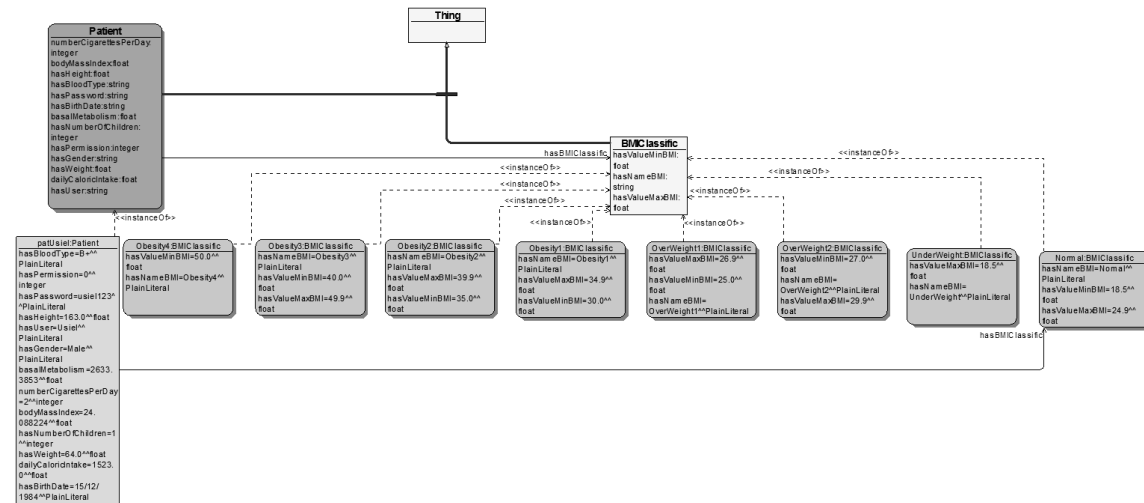 Patient
numberCigarettesPerDay:
integer
bodyMassIndex:float
hasHeight:float
hasBloodType:string
hasPassword:string
hasBirthDate:string
basalMetabolism:float
hasNumberOfChildren:
integer
hasPermission:integer
hasGender:string
hasWeight:float
dailyCaloricIntake:float
hasUser:string
Thing
BMIClassific
hasValueMinBMI:
float
hasNameBMI:
string
hasValueMaxBMI:
float
hasBMIClassific
<<instanceOf>>
<<instanceOf>>
<<instanceOf>>
<<instanceOf>>
<<instanceOf>>
<<instanceOf>>
<<instanceOf>>
<<instanceOf>>
<<instanceOf>>
patUsiel:Patient
hasBloodType=B+^^
PlainLiteral
hasPermission=0^^
integer
hasPassword=usiel123^
^PlainLiteral
hasHeight=163.0^^float
hasUser=Usiel^^
PlainLiteral
hasGender=Male^^
PlainLiteral
basalMetabolism=2633.
3853^^float
numberCigarettesPerDay
=2^^integer
bodyMassIndex=24.
088224^^float
hasNumberOfChildren=1
^^integer
hasWeight=64.0^^float
dailyCaloricIntake=1523.
0^^float
hasBirthDate=15/12/
1984^^PlainLiteral
Obesity4:BMIClassific
hasValueMinBMI=50.0^^
float
hasNameBMI=Obesity4^^
PlainLiteral
Obesity3:BMIClassific
hasNameBMI=Obesity3^^
PlainLiteral
hasValueMinBMI=40.0^^
float
hasValueMaxBMI=49.9^^
float
Obesity2:BMIClassific
hasNameBMI=Obesity2^^
PlainLiteral
hasValueMaxBMI=39.9^^
float
hasValueMinBMI=35.0^^
float
Obesity1:BMIClassific
hasNameBMI=Obesity1^^
PlainLiteral
hasValueMaxBMI=34.9^^
float
hasValueMinBMI=30.0^^
float
OverWeight1:BMIClassific
hasValueMaxBMI=26.9^^
float
hasValueMinBMI=25.0^^
float
hasNameBMI=
OverWeight1^^PlainLiteral
OverWeight2:BMIClassific
hasValueMinBMI=27.0^^
float
hasNameBMI=
OverWeight2^^PlainLiteral
hasValueMaxBMI=29.9^^
float
UnderWeight:BMIClassific
hasValueMaxBMI=18.5^^
float
hasNameBMI=
UnderWeight^^PlainLiteral
Normal:BMIClassific
hasNameBMI=Normal^^
PlainLiteral
hasValueMinBMI=18.5^^
float
hasValueMaxBMI=24.9^^
float
hasBMIClassific